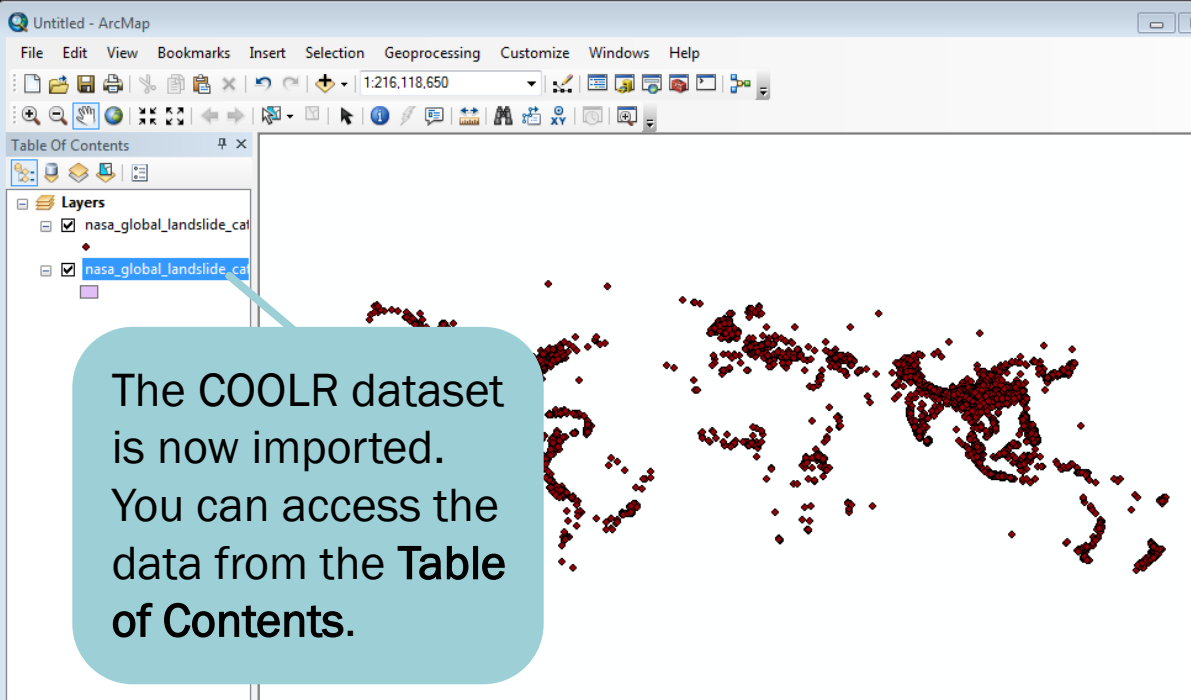 Untitled - ArcMap
File Edit View Bookmarks Insert Selection Geoprocessing Customize Windows Help
1:216,118,650
Table Of Contents
Layers
nasa_global_landslide_cat
nasa_global_landslide_cat
The COOLR dataset
is now imported.
You can access the
data from the Table
of Contents.